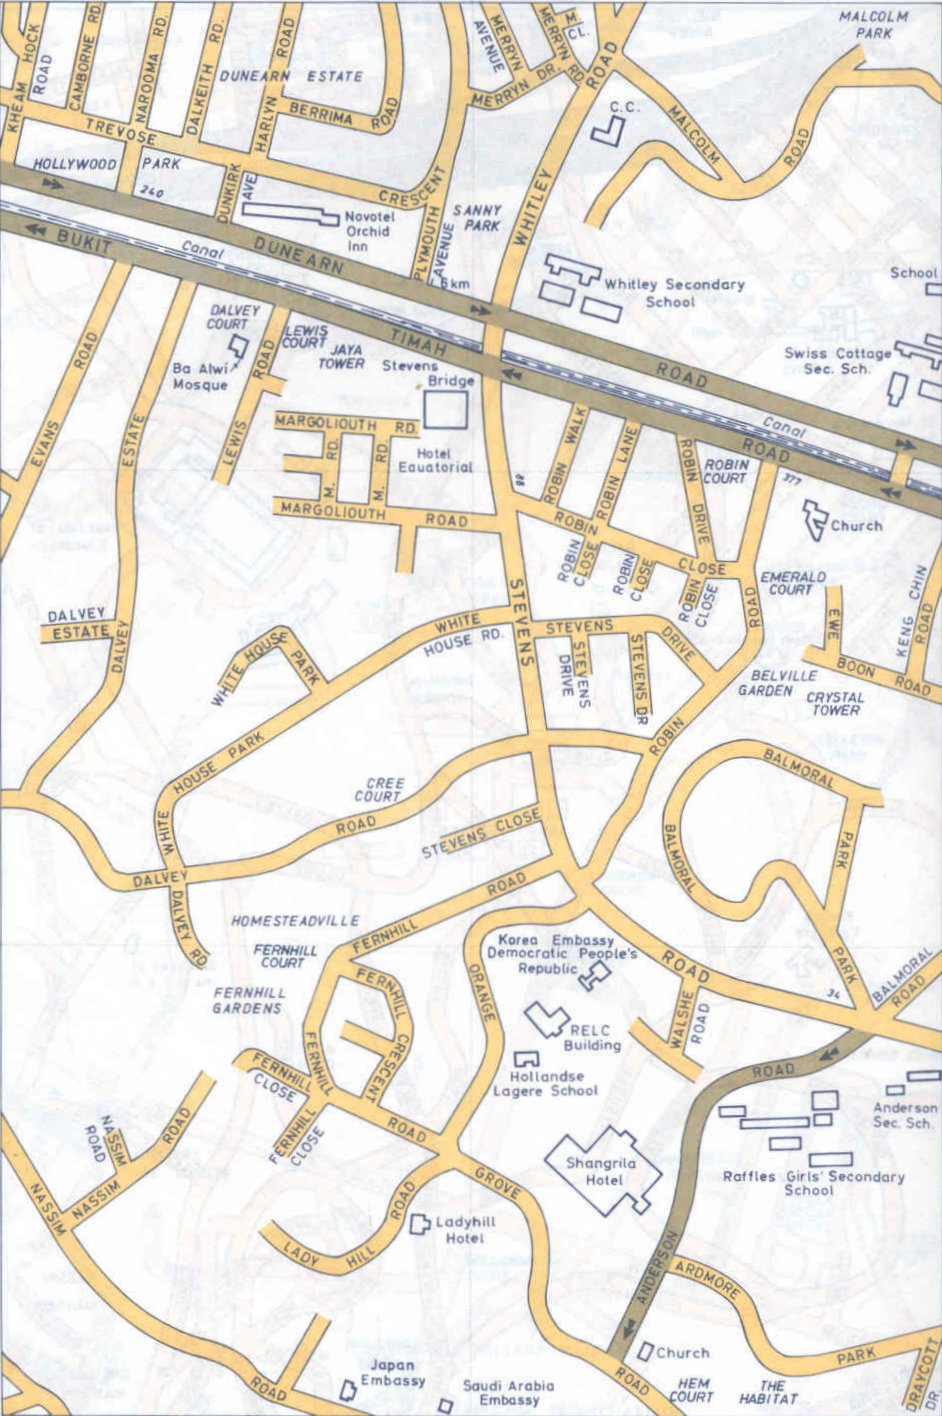 KHEAM HOCK
ROAD
CAMBORNE RD.
NAROOMA RD.
DALKEITH RD.
HARLYN ROAD
DUNEARN ESTATE
BERRIMA ROAD
MERRYN
AVENUE
MERRYN RD.
M.
CL.
MERRYN DR.
ROAD
MALCOLM
PARK
C.C.
MALCOLM
ROAD
TREVOSE
CRESCENT
HOLLYWOOD PARK
240
DUNKIRK
AVE
Novotel
Orchid
Inn
PLYMOUTH
AVENUE
SANNY
PARK
WHITLEY
BUKIT
Canal
DUNEARN
6km
Whitley Secondary
School
School
DALVEY
COURT
LEWIS
COURT
JAYA
TOWER
TIMAH
Stevens
Bridge
ROAD
Swiss Cottage
Sec. Sch.
Ba Alwi
Mosque
EVANS ROAD
ESTATE
LEWIS ROAD
MARGOLIOUTH RD.
M. RD.
M. RD.
Hotel
Equatorial
MARGOLIOUTH ROAD
88
ROBIN WALK
ROBIN LANE
ROBIN DRIVE
ROBIN
COURT
ROAD
Canal
377
Church
ROBIN
CLOSE
ROBIN
CLOSE
ROBIN
CLOSE
ROBIN
CLOSE
EMERALD
COURT
ROAD
KENG CHIN
ROAD
DALVEY
ESTATE
DALVEY
WHITE HOUSE PARK
WHITE
HOUSE RD.
STEVENS
STEVENS
DRIVE
STEVENS
DRIVE
STEVENS DR
EWE
BOON ROAD
BELVILLE
GARDEN
CRYSTAL
TOWER
ROBIN
WHITE HOUSE PARK
CREE
COURT
ROAD
STEVENS CLOSE
BALMORAL
BALMORAL
PARK
DALVEY
DALVEY RD
HOMESTEADVILLE
FERNHILL ROAD
FERNHILL
COURT
FERNHILL
GARDENS
FERNHILL
CRESCENT
ORANGE
Korea Embassy
Democratic People's
Republic
ROAD
PARK
34
BALMORAL
ROAD
WALSHE
ROAD
RELC
Building
Hollandse
Lagere School
FERNHILL
CLOSE
FERNHILL
FERNHILL
CLOSE
ROAD
ROAD
Anderson
Sec. Sch.
Raffles Girls' Secondary
School
Shangrila
Hotel
NASSIM
ROAD
NASSIM ROAD
NASSIM
GROVE
LADY HILL ROAD
Ladyhill
Hotel
ANDERSON
ARDMORE
PARK
Church
ROAD
HEM
COURT
THE
HABITAT
DRAYCOTT
DR.
ROAD
Japan
Embassy
Saudi Arabia
Embassy